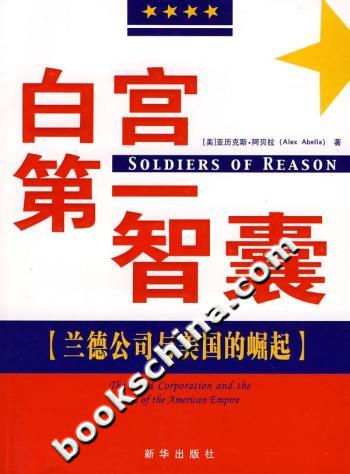 白宫
[美]亚历克斯·阿贝拉 (Alex Abella) 著
SOLDIERS OF REASON
第一
智囊
【兰德公司与美国的崛起】
Corporation and the
of the American Empire
新华出版社
bookschina.com